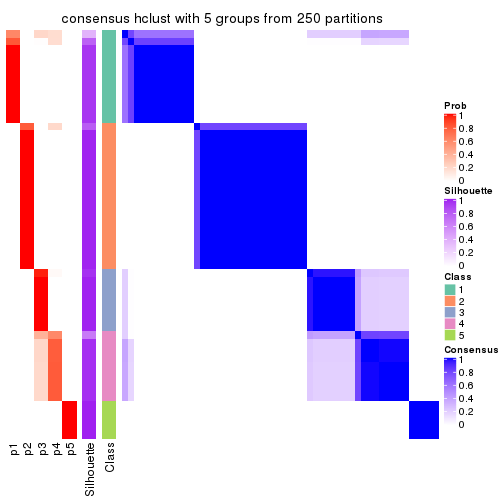 consensus hclust with 5 groups from 250 partitions
Prob
1
0.8
0.6
0.4
0.2
0
Silhouette
1
0.8
0.6
0.4
0.2
0
Class
1
2
3
4
5
Consensus
1
0.8
0.6
0.4
0.2
0
p1
p2
p3
p4
p5
Silhouette
Class